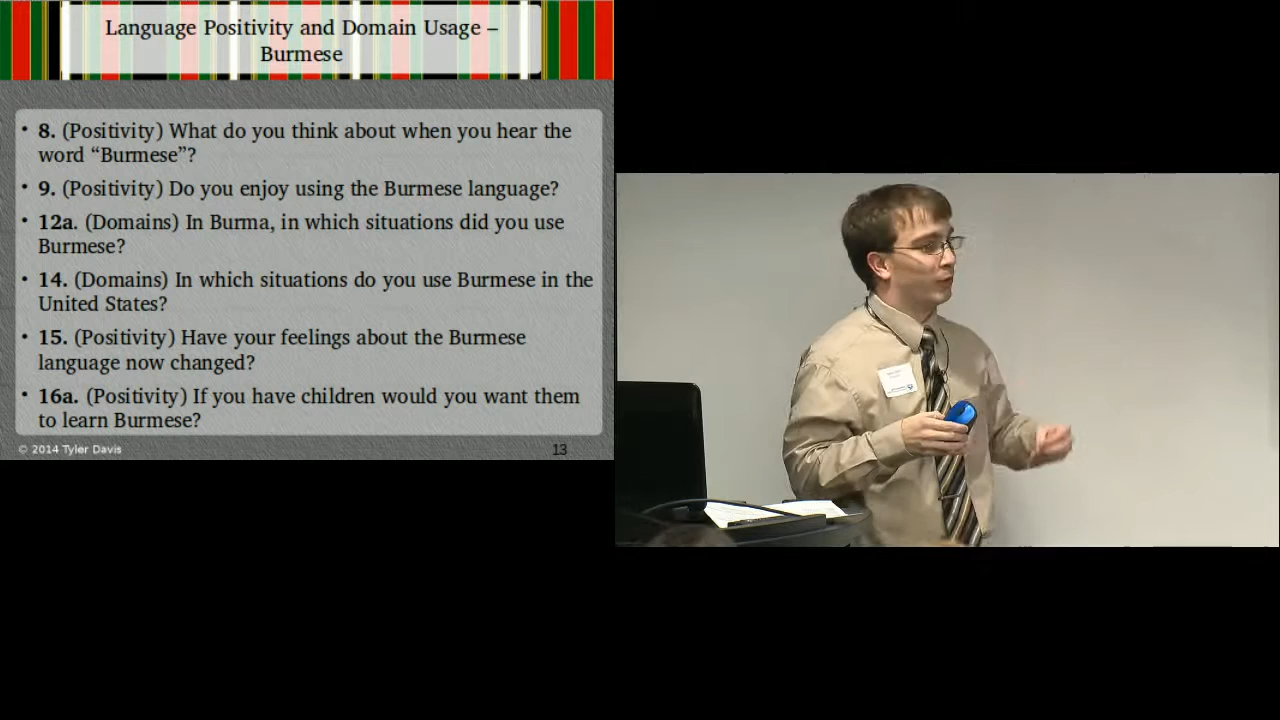 Language Positivity and Domain Usage –
Burmese
• 8. (Positivity) What do you think about when you hear the
word “Burmese”?
• 9. (Positivity) Do you enjoy using the Burmese language?
• 12a. (Domains) In Burma, in which situations did you use
Burmese?
• 14. (Domains) In which situations do you use Burmese in the
United States?
• 15. (Positivity) Have your feelings about the Burmese
language now changed?
• 16a. (Positivity) If you have children would you want them
to learn Burmese?
© 2014 Tyler Davis
13